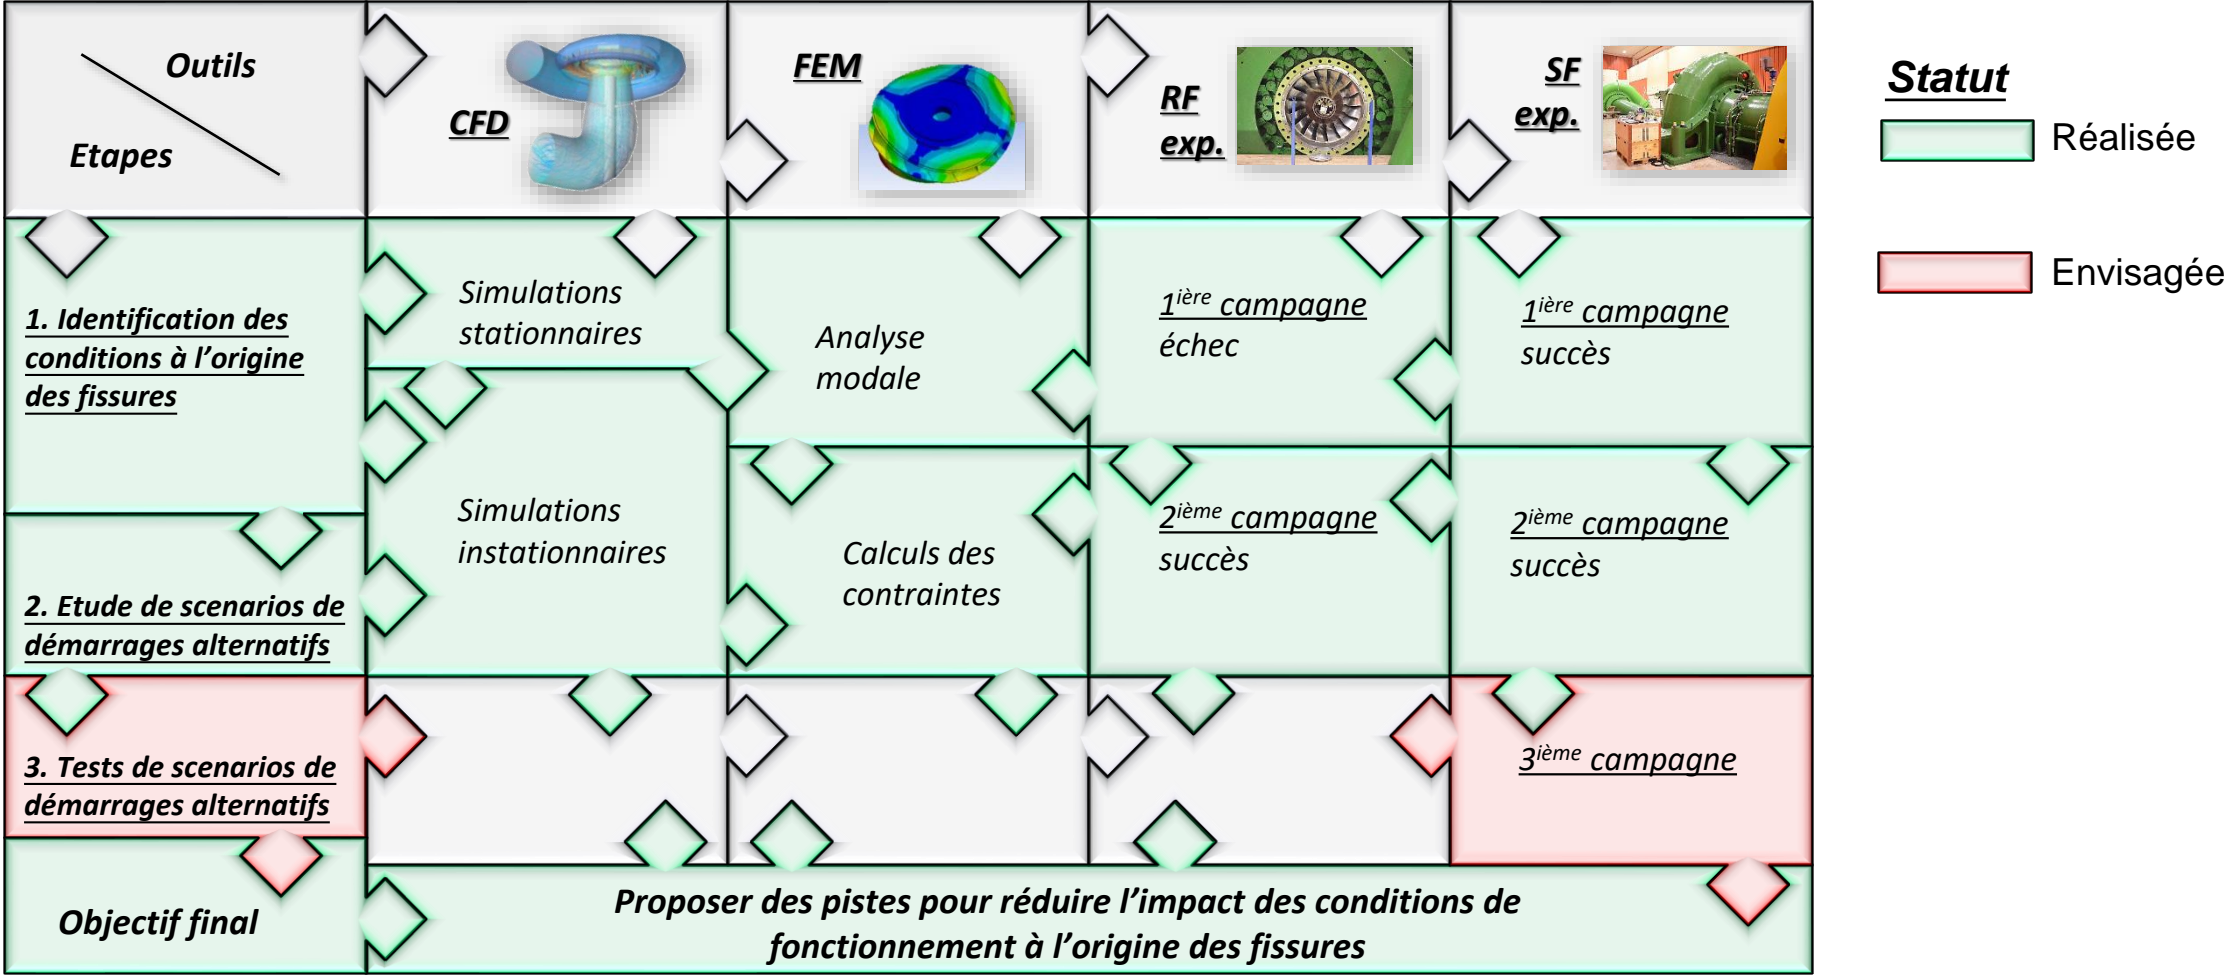 Outils
Etapes
CFD
FEM
RF
exp.
SF
exp.
Statut
Réalisée
Envisagée
1. Identification des
conditions à l’origine
des fissures
Simulations
stationnaires
Analyse
modale
1ière campagne
échec
1ière campagne
succès
Simulations
instationnaires
Calculs des
contraintes
2ième campagne
succès
2ième campagne
succès
2. Etude de scenarios de
démarrages alternatifs
3. Tests de scenarios de
démarrages alternatifs
3ième campagne
Objectif final
Proposer des pistes pour réduire l’impact des conditions de
fonctionnement à l’origine des fissures